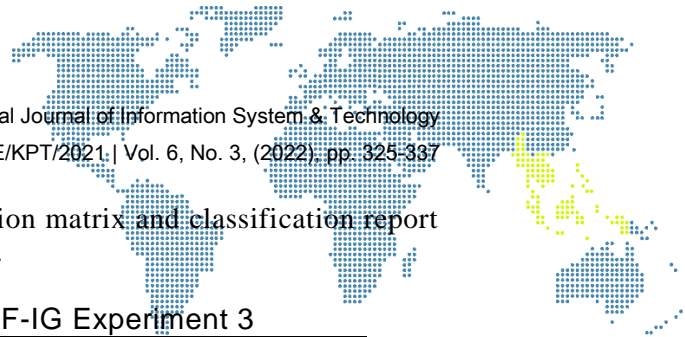 al Journal of Information System & Technology
E/KPT/2021 | Vol. 6, No. 3, (2022), pp. 325-337
ion matrix and classification report
F-IG Experiment 3